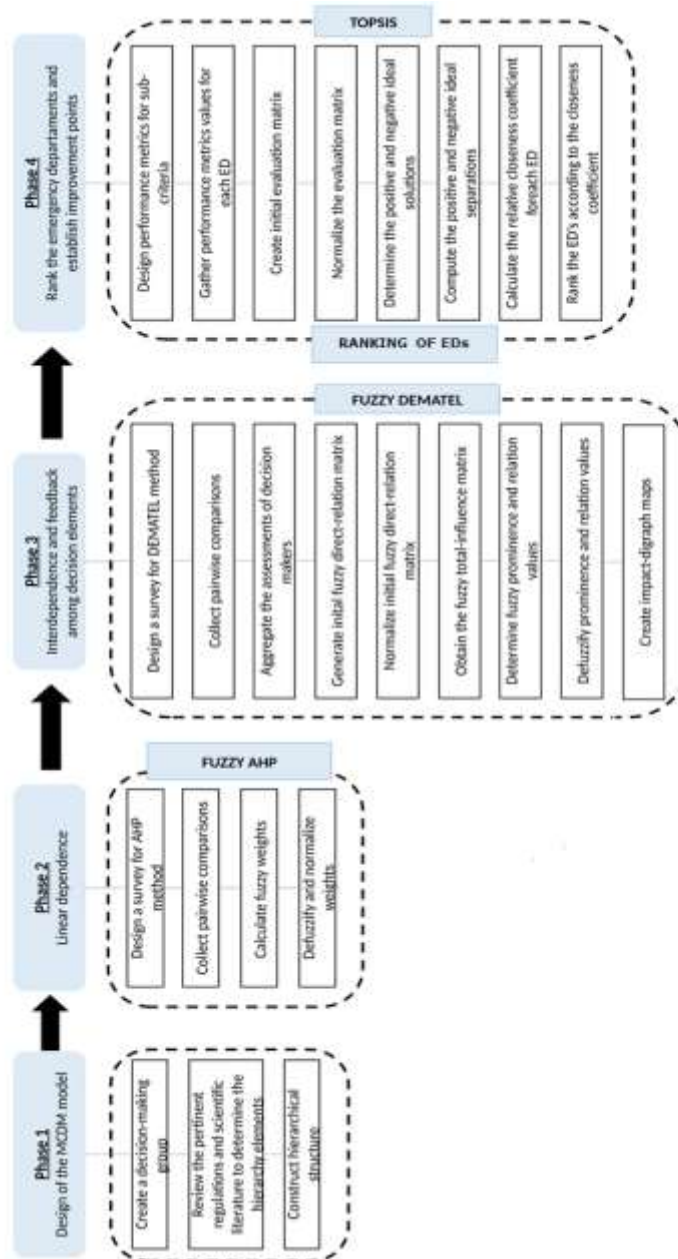 Phase 1
Design of the MCDM model
Create a decision-making
group
Review the pertinent
regulations and scientific
literature to determine the
hierarchy elements
Construct hierarchical
structure
Phase 2
Linear dependence
FUZZY AHP
Design a survey for AHP
method
Collect pairwise comparisons
Calculate fuzzy weights
Defuzzify and normalize
weights
Phase 3
Interdependence and feedback
among decision elements
FUZZY DEMATEL
Design a survey for DEMATEL method
Collect pairwise comparisons
Aggregate the assessments of decision
makers
Generate inital fuzzy direct-relation matrix
Normalize initial fuzzy direct-relation
matrix
Obtain the fuzzy total-influence matrix
Determine fuzzy prominence and relation
values
Defuzzify prominence and relation values
Create impact-digraph maps
Phase 4
Rank the emergency departaments and
establish improvement points
TOPSIS
Design performance metrics for sub-
criteria
Gather performance metrics values for
each ED
Create initial evaluation matrix
Normalize the evaluation matrix
Determine the positive and negative ideal
solutions
Compute the positive and negative ideal
separations
Calculate the relative closeness coefficient
foreach ED
Rank the ED's according to the closeness
coefficient
RANKING OF EDs